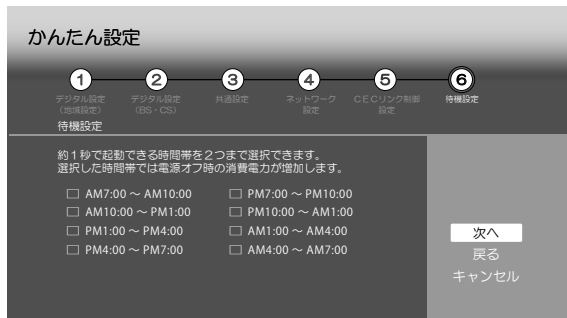 かんたん設定
1 2 3 4 5 6
デジタル設定 デジタル設定 共通設定 ネットワーク CECリンク制御 待機設定
(地域設定) (BS・CS) 設定 設定
待機設定
約1秒で起動できる時間帯を2つまで選択できます。
選択した時間帯では電源オフ時の消費電力が増加します。
AM7:00 ~ AM10:00 PM7:00 ~ PM10:00
AM10:00 ~ PM1:00 PM10:00 ~ AM1:00
PM1:00 ~ PM4:00 AM1:00 ~ AM4:00
PM4:00 ~ PM7:00 AM4:00 ~ AM7:00
次へ
戻る
キャンセル